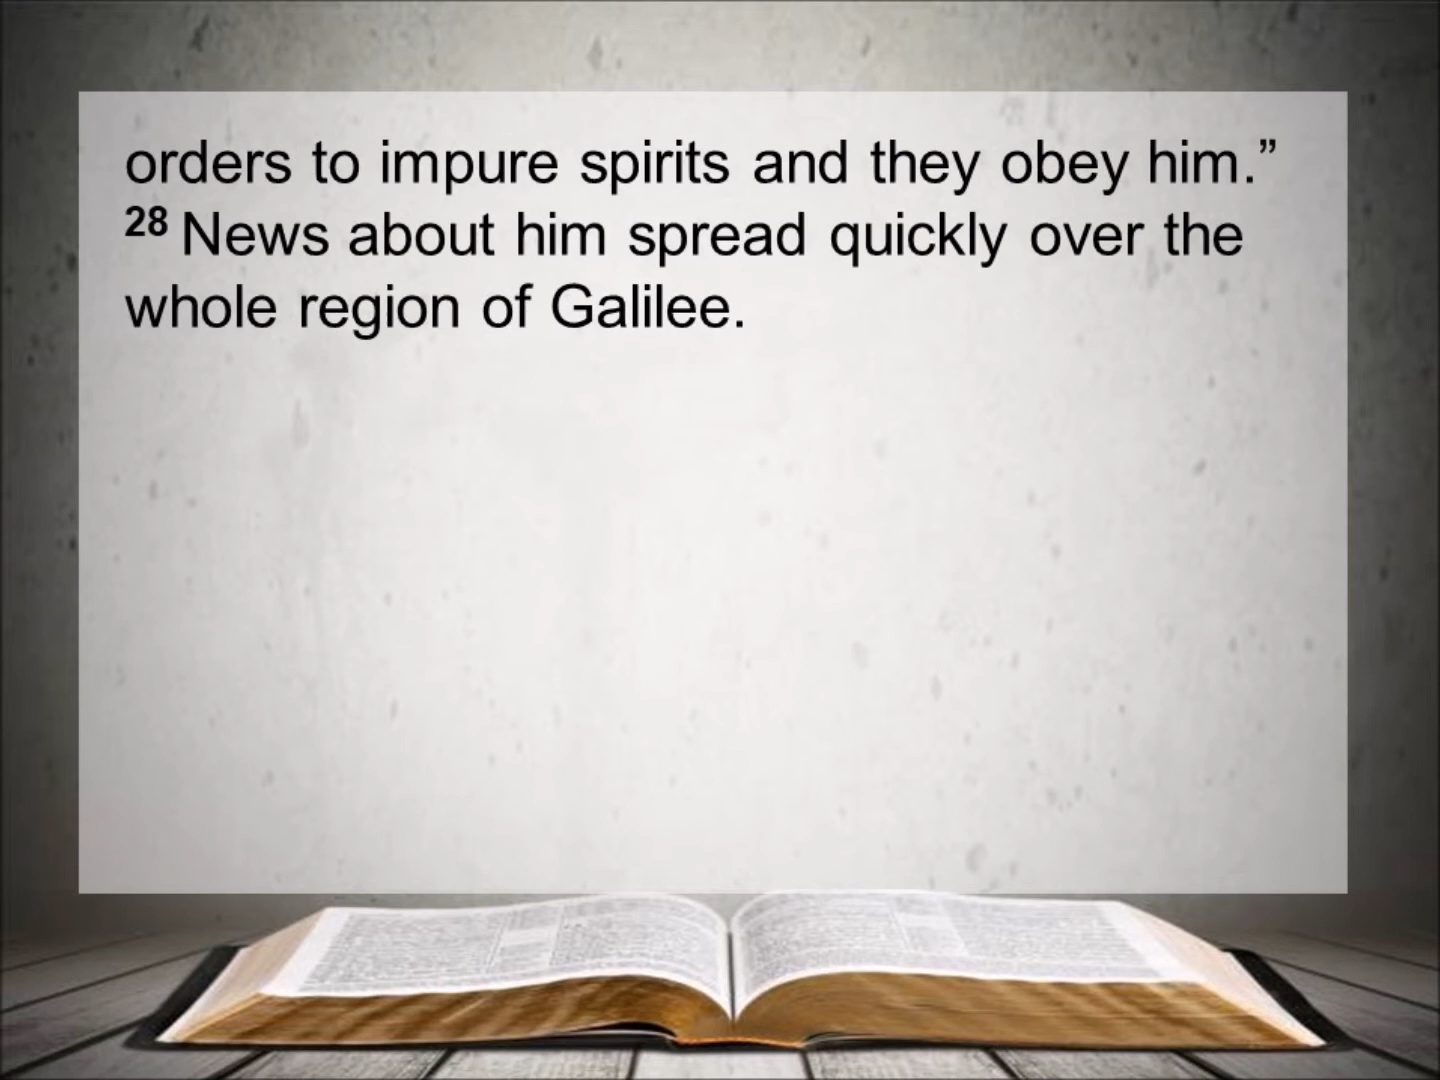 orders to impure spirits and they obey him.”
28 News about him spread quickly over the
whole region of Galilee.